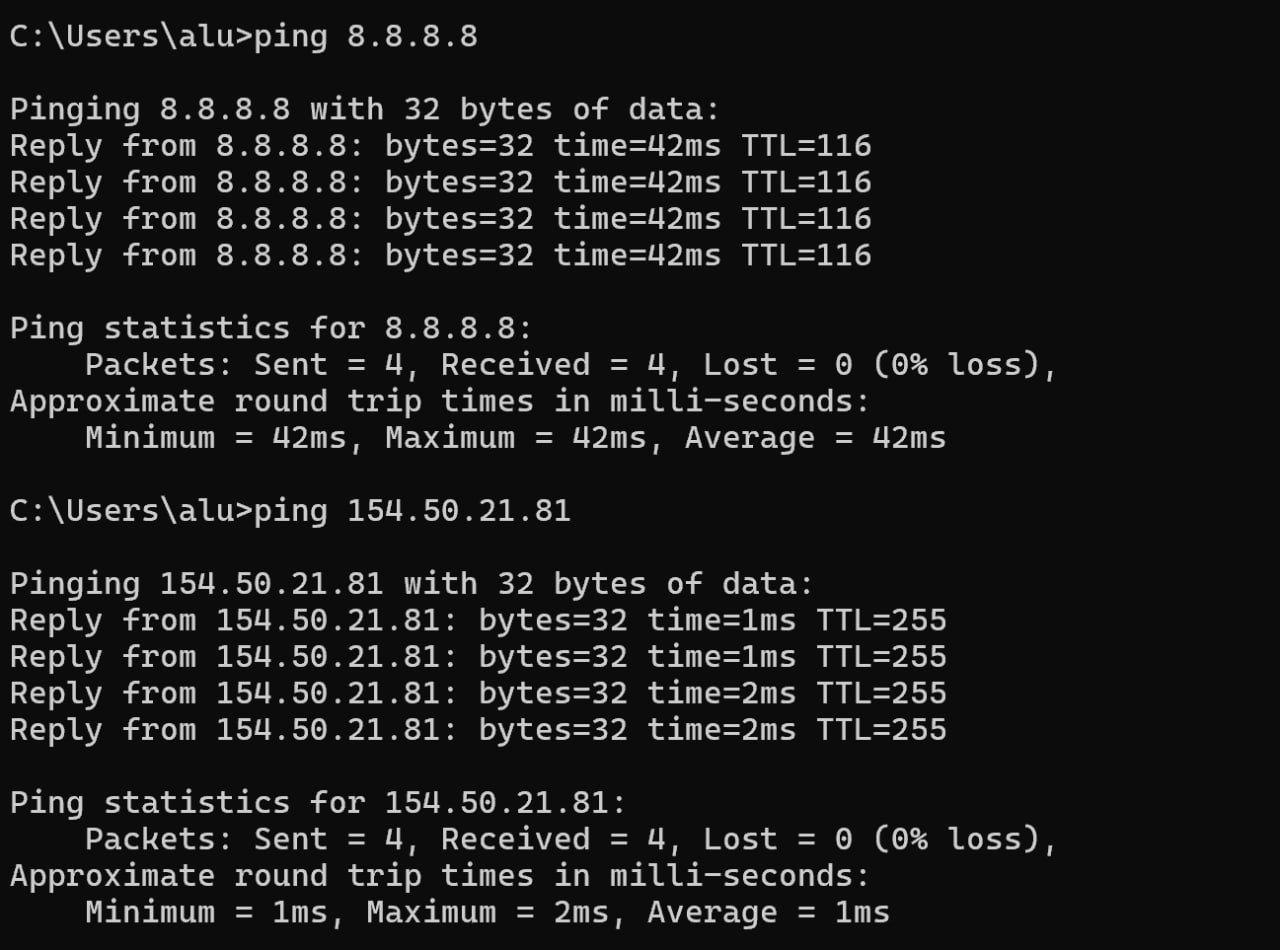 C:\Users\alu>ping 8.8.8.8
Pinging 8.8.8.8 with 32 bytes of data:
Reply from 8.8.8.8: bytes=32 time=42ms TTL=116
Reply from 8.8.8.8: bytes=32 time=42ms TTL=116
Reply from 8.8.8.8: bytes=32 time=42ms TTL=116
Reply from 8.8.8.8: bytes=32 time=42ms TTL=116
Ping statistics for 8.8.8.8:
    Packets: Sent = 4, Received = 4, Lost = 0 (0% loss),
Approximate round trip times in milli-seconds:
    Minimum = 42ms, Maximum = 42ms, Average = 42ms
C:\Users\alu>ping 154.50.21.81
Pinging 154.50.21.81 with 32 bytes of data:
Reply from 154.50.21.81: bytes=32 time=1ms TTL=255
Reply from 154.50.21.81: bytes=32 time=1ms TTL=255
Reply from 154.50.21.81: bytes=32 time=2ms TTL=255
Reply from 154.50.21.81: bytes=32 time=2ms TTL=255
Ping statistics for 154.50.21.81:
    Packets: Sent = 4, Received = 4, Lost = 0 (0% loss),
Approximate round trip times in milli-seconds:
    Minimum = 1ms, Maximum = 2ms, Average = 1ms